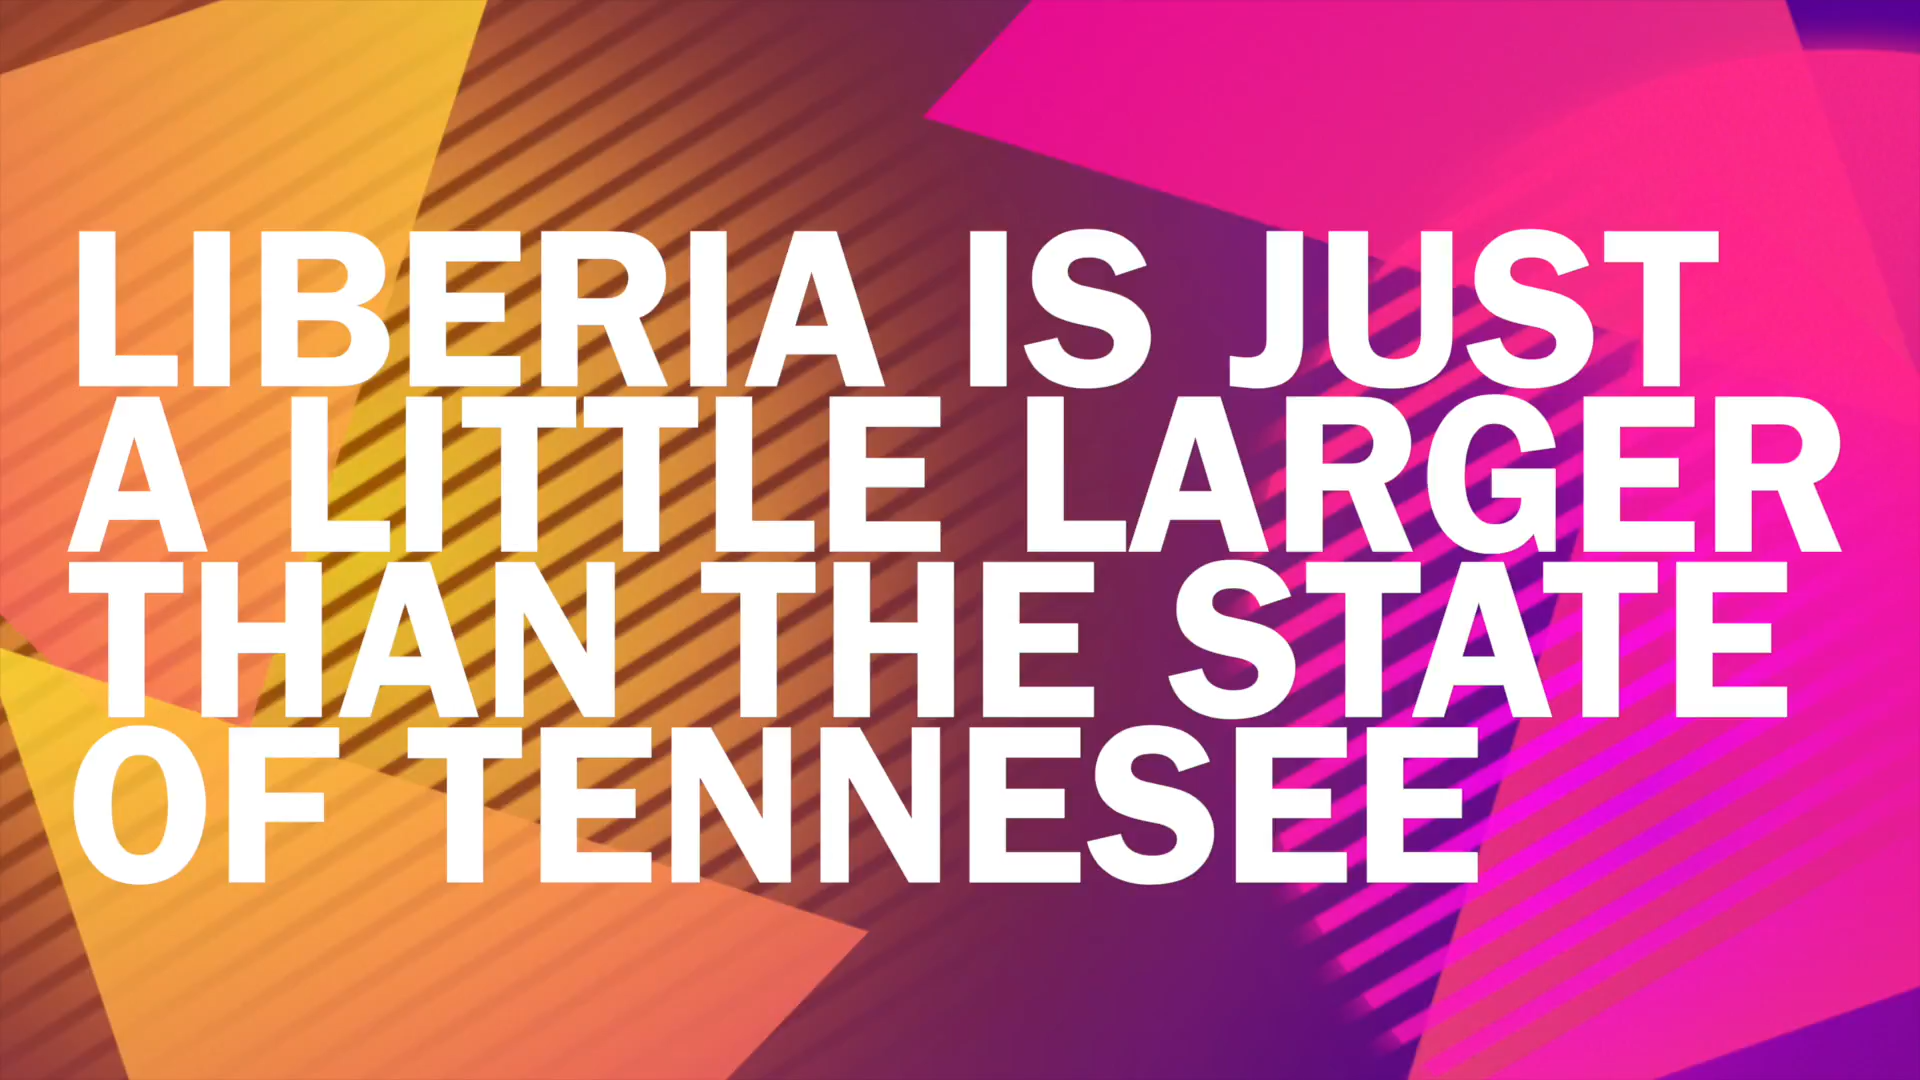 LIBERIA IS JUST
A LITTLE LARGER
THAN THE STATE
OF TENNESEE